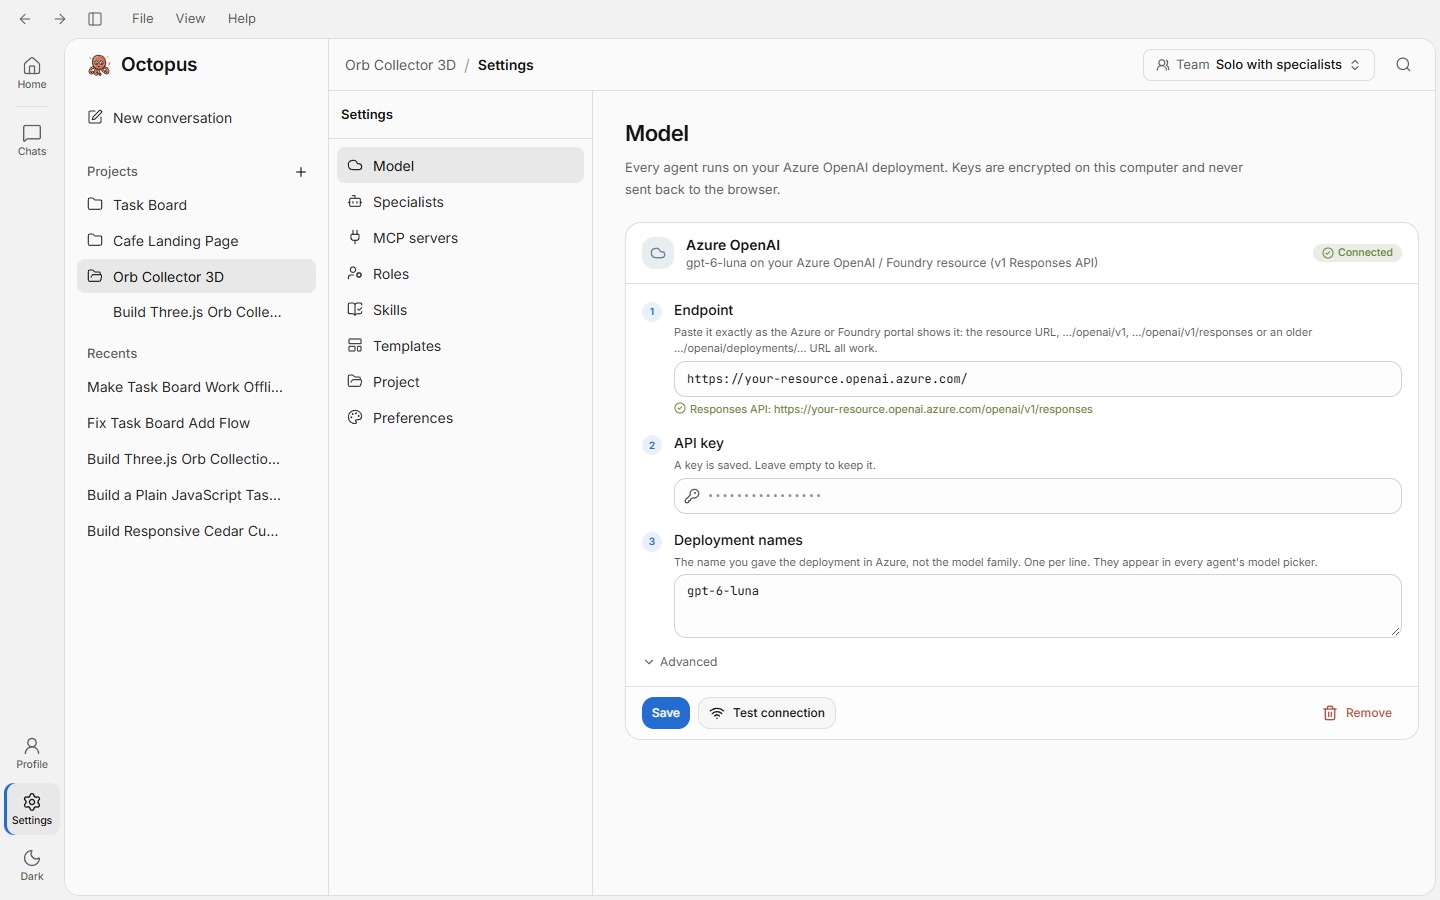 File View Help
Home
Chats
Profile
Settings
Dark
Octopus
New conversation
Projects
Task Board
Cafe Landing Page
Orb Collector 3D
Build Three.js Orb Colle...
Recents
Make Task Board Work Offli...
Fix Task Board Add Flow
Build Three.js Orb Collectio...
Build a Plain JavaScript Tas...
Build Responsive Cedar Cu...
Orb Collector 3D / Settings
Team Solo with specialists
Settings
Model
Specialists
MCP servers
Roles
Skills
Templates
Project
Preferences
Model
Every agent runs on your Azure OpenAI deployment. Keys are encrypted on this computer and never
sent back to the browser.
Azure OpenAI
gpt-6-luna on your Azure OpenAI / Foundry resource (v1 Responses API)
Connected
1 Endpoint
Paste it exactly as the Azure or Foundry portal shows it: the resource URL, .../openai/v1, .../openai/v1/responses or an older
.../openai/deployments/... URL all work.
https://your-resource.openai.azure.com/
Responses API: https://your-resource.openai.azure.com/openai/v1/responses
2 API key
A key is saved. Leave empty to keep it.
••••••••••••••••
3 Deployment names
The name you gave the deployment in Azure, not the model family. One per line. They appear in every agent's model picker.
gpt-6-luna
Advanced
Save
Test connection
Remove